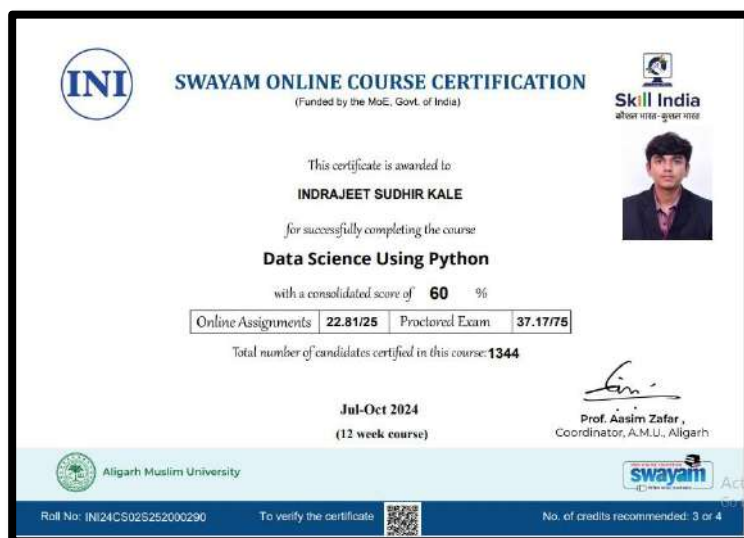 INI
SWAYAM ONLINE COURSE CERTIFICATION
(Funded by the MoE, Govt. of India)
Skill India
कौशल भारत-कुशल भारत
This certificate is awarded to
INDRAJEET SUDHIR KALE
for successfully completing the course
Data Science Using Python
with a consolidated score of 60 %
Online Assignments 22.81/25 Proctored Exam 37.17/75
Total number of candidates certified in this course:1344
Jul-Oct 2024
(12 week course)
Prof. Aasim Zafar ,
Coordinator, A.M.U., Aligarh
Aligarh Muslim University
swayam
Roll No: INI24CS02S252000290
To verify the certificate
No. of credits recommended: 3 or 4